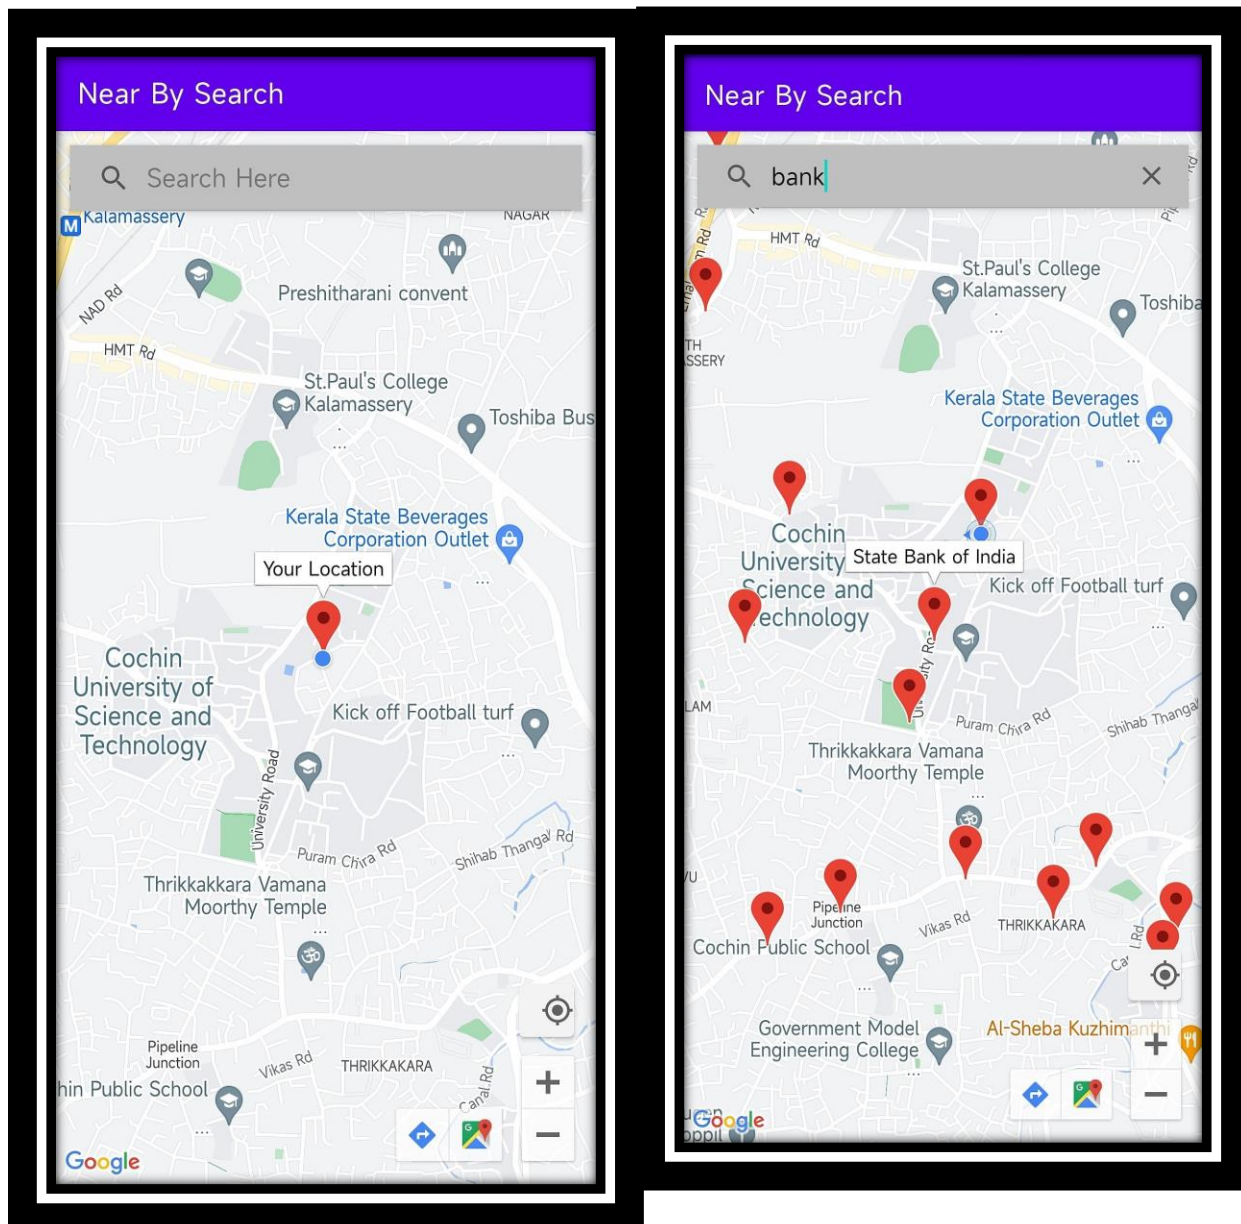 Near By Search
Search Here
Kalamassery
M
NAGAR
Preshitharani convent
NAD Rd
HMT Rd
St.Paul's College
Kalamassery
Toshiba Bus
Kerala State Beverages
Corporation Outlet
Your Location
Cochin
University of
Science and
Technology
Kick off Football turf
University Road
Puram Chira Rd
Shihab Thangal Rd
Thrikkakkara Vamana
Moorthy Temple
Pipeline
Junction
Vikas Rd
THRIKKAKARA
hin Public School
Canal Rd
Google
Near By Search
bank
HMT Rd
St.Paul's College
Kalamassery
Toshiba
TH
SSERY
Kerala State Beverages
Corporation Outlet
Cochin
University
Science and
Technology
State Bank of India
Kick off Football turf
LAM
Puram Chira Rd
Shihab Thangal
Thrikkakkara Vamana
Moorthy Temple
VU
Pipeline
Junction
Vikas Rd
THRIKKAKARA
Cochin Public School
Government Model
Engineering College
Al-Sheba Kuzhimanthi
Google